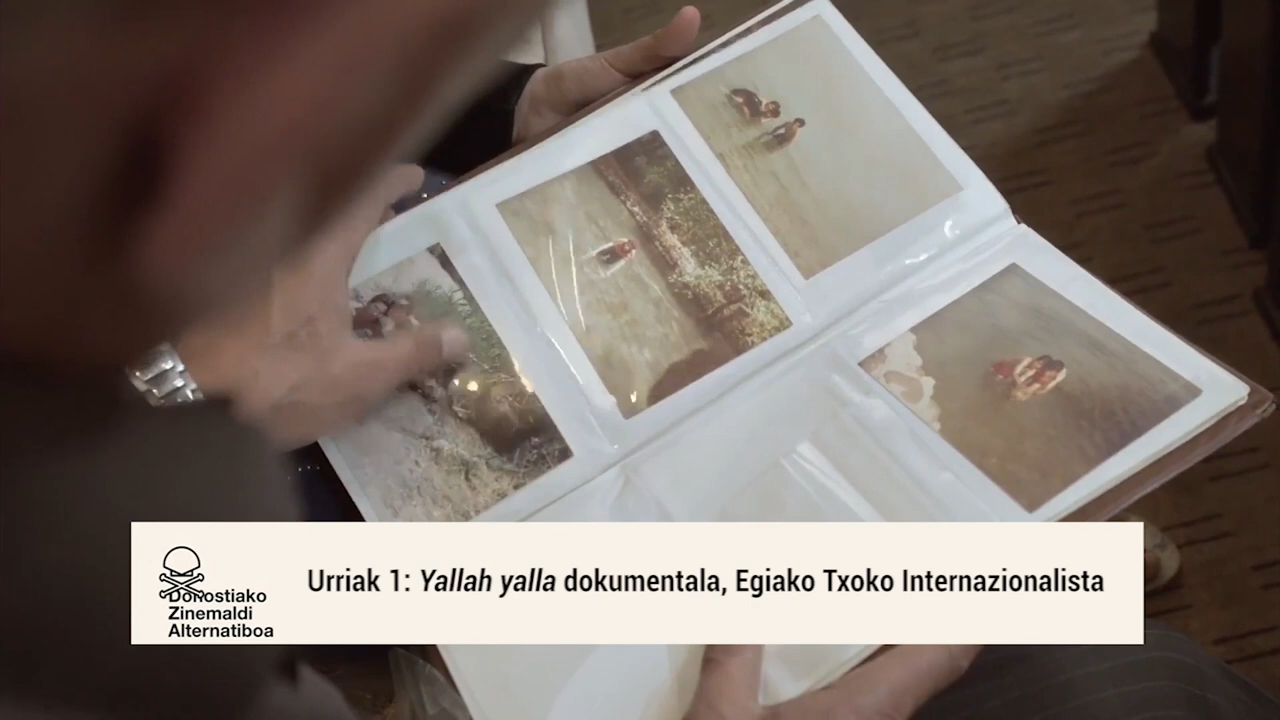 Urriak 1: Yallah yalla dokumentala, Egiako Txoko Internazionalista
Donostiako
Zinemaldi
Alternatiboa